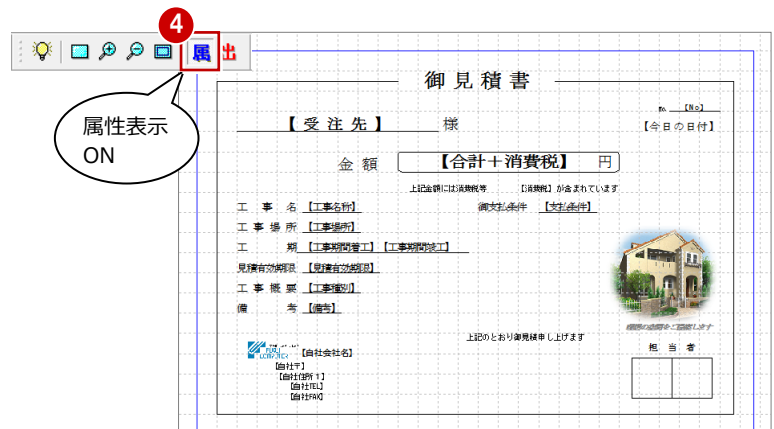 4
属 出
属性表示
ON
御見積書
【No】
【受注先】 様
【今日の日付】
金額 【合計＋消費税】 円
上記金額には消費税等 【消費税】が含まれています
工事名 【工事名称】
御支払条件 【支払条件】
工事場所 【工事場所】
工期 【工事期間着工】【工事期間竣工】
見積有効期限 【見積有効期限】
工事概要 【工事種別】
備考 【備考】
上記のとおり御見積申し上げます
担当者
【自社会社名】
【自社〒】
【自社住所1】
【自社TEL】
【自社FAX】